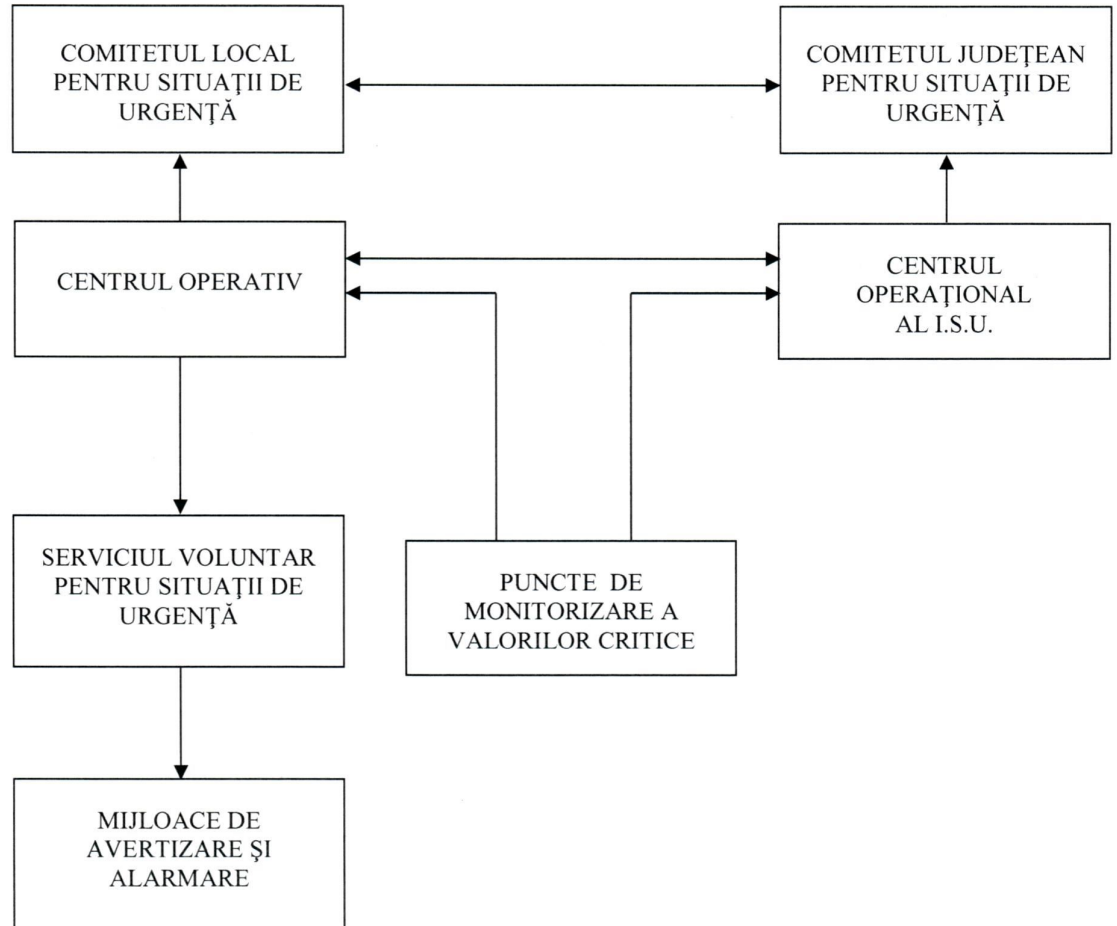 COMITETUL LOCAL
PENTRU SITUAŢII DE
URGENŢĂ
COMITETUL JUDEŢEAN
PENTRU SITUAŢII DE
URGENŢĂ
CENTRUL OPERATIV
CENTRUL
OPERAŢIONAL
AL I.S.U.
SERVICIUL VOLUNTAR
PENTRU SITUAŢII DE
URGENŢĂ
PUNCTE DE
MONITORIZARE A
VALORILOR CRITICE
MIJLOACE DE
AVERTIZARE ŞI
ALARMARE